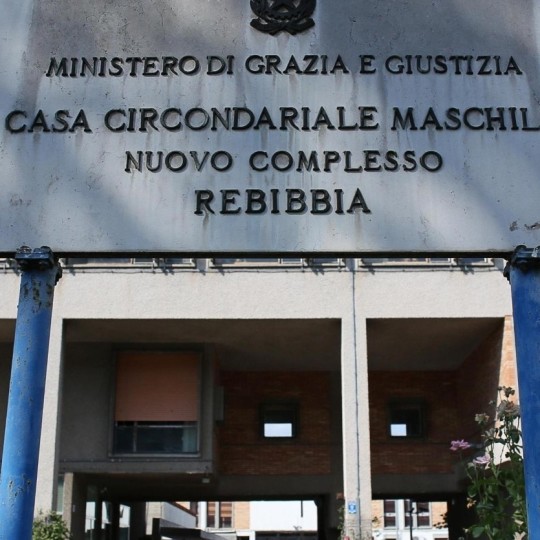 MINISTERO DI GRAZIA E GIUSTIZIA
CASA CIRCONDARIALE MASCHIL
NUOVO COMPLESSO
REBIBBIA